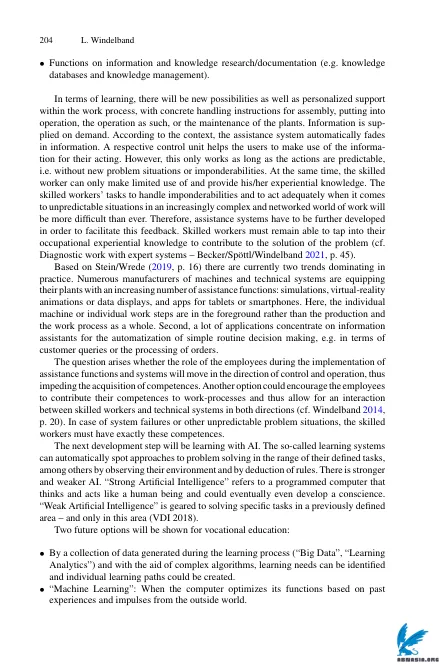 204 L. Windelband
• Functions on information and knowledge research/documentation (e.g. knowledge
databases and knowledge management).
In terms of learning, there will be new possibilities as well as personalized support
within the work process, with concrete handling instructions for assembly, putting into
operation, the operation as such, or the maintenance of the plants. Information is sup-
plied on demand. According to the context, the assistance system automatically fades
in information. A respective control unit helps the users to make use of the informa-
tion for their acting. However, this only works as long as the actions are predictable,
i.e. without new problem situations or imponderabilities. At the same time, the skilled
worker can only make limited use of and provide his/her experiential knowledge. The
skilled workers' tasks to handle imponderabilities and to act adequately when it comes
to unpredictable situations in an increasingly complex and networked world of work will
be more difficult than ever. Therefore, assistance systems have to be further developed
in order to facilitate this feedback. Skilled workers must remain able to tap into their
occupational experiential knowledge to contribute to the solution of the problem (cf.
Diagnostic work with expert systems – Becker/Spöttl/Windelband 2021, p. 45).
Based on Stein/Wrede (2019, p. 16) there are currently two trends dominating in
practice. Numerous manufacturers of machines and technical systems are equipping
their plants with an increasing number of assistance functions: simulations, virtual-reality
animations or data displays, and apps for tablets or smartphones. Here, the individual
machine or individual work steps are in the foreground rather than the production and
the work process as a whole. Second, a lot of applications concentrate on information
assistants for the automatization of simple routine decision making, e.g. in terms of
customer queries or the processing of orders.
The question arises whether the role of the employees during the implementation of
assistance functions and systems will move in the direction of control and operation, thus
impeding the acquisition of competences. Another option could encourage the employees
to contribute their competences to work-processes and thus allow for an interaction
between skilled workers and technical systems in both directions (cf. Windelband 2014,
p. 20). In case of system failures or other unpredictable problem situations, the skilled
workers must have exactly these competences.
The next development step will be learning with AI. The so-called learning systems
can automatically spot approaches to problem solving in the range of their defined tasks,
among others by observing their environment and by deduction of rules. There is stronger
and weaker AI. "Strong Artificial Intelligence" refers to a programmed computer that
thinks and acts like a human being and could eventually even develop a conscience.
"Weak Artificial Intelligence" is geared to solving specific tasks in a previously defined
area – and only in this area (VDI 2018).
Two future options will be shown for vocational education:
• By a collection of data generated during the learning process ("Big Data", "Learning
Analytics") and with the aid of complex algorithms, learning needs can be identified
and individual learning paths could be created.
• "Machine Learning": When the computer optimizes its functions based on past
experiences and impulses from the outside world.